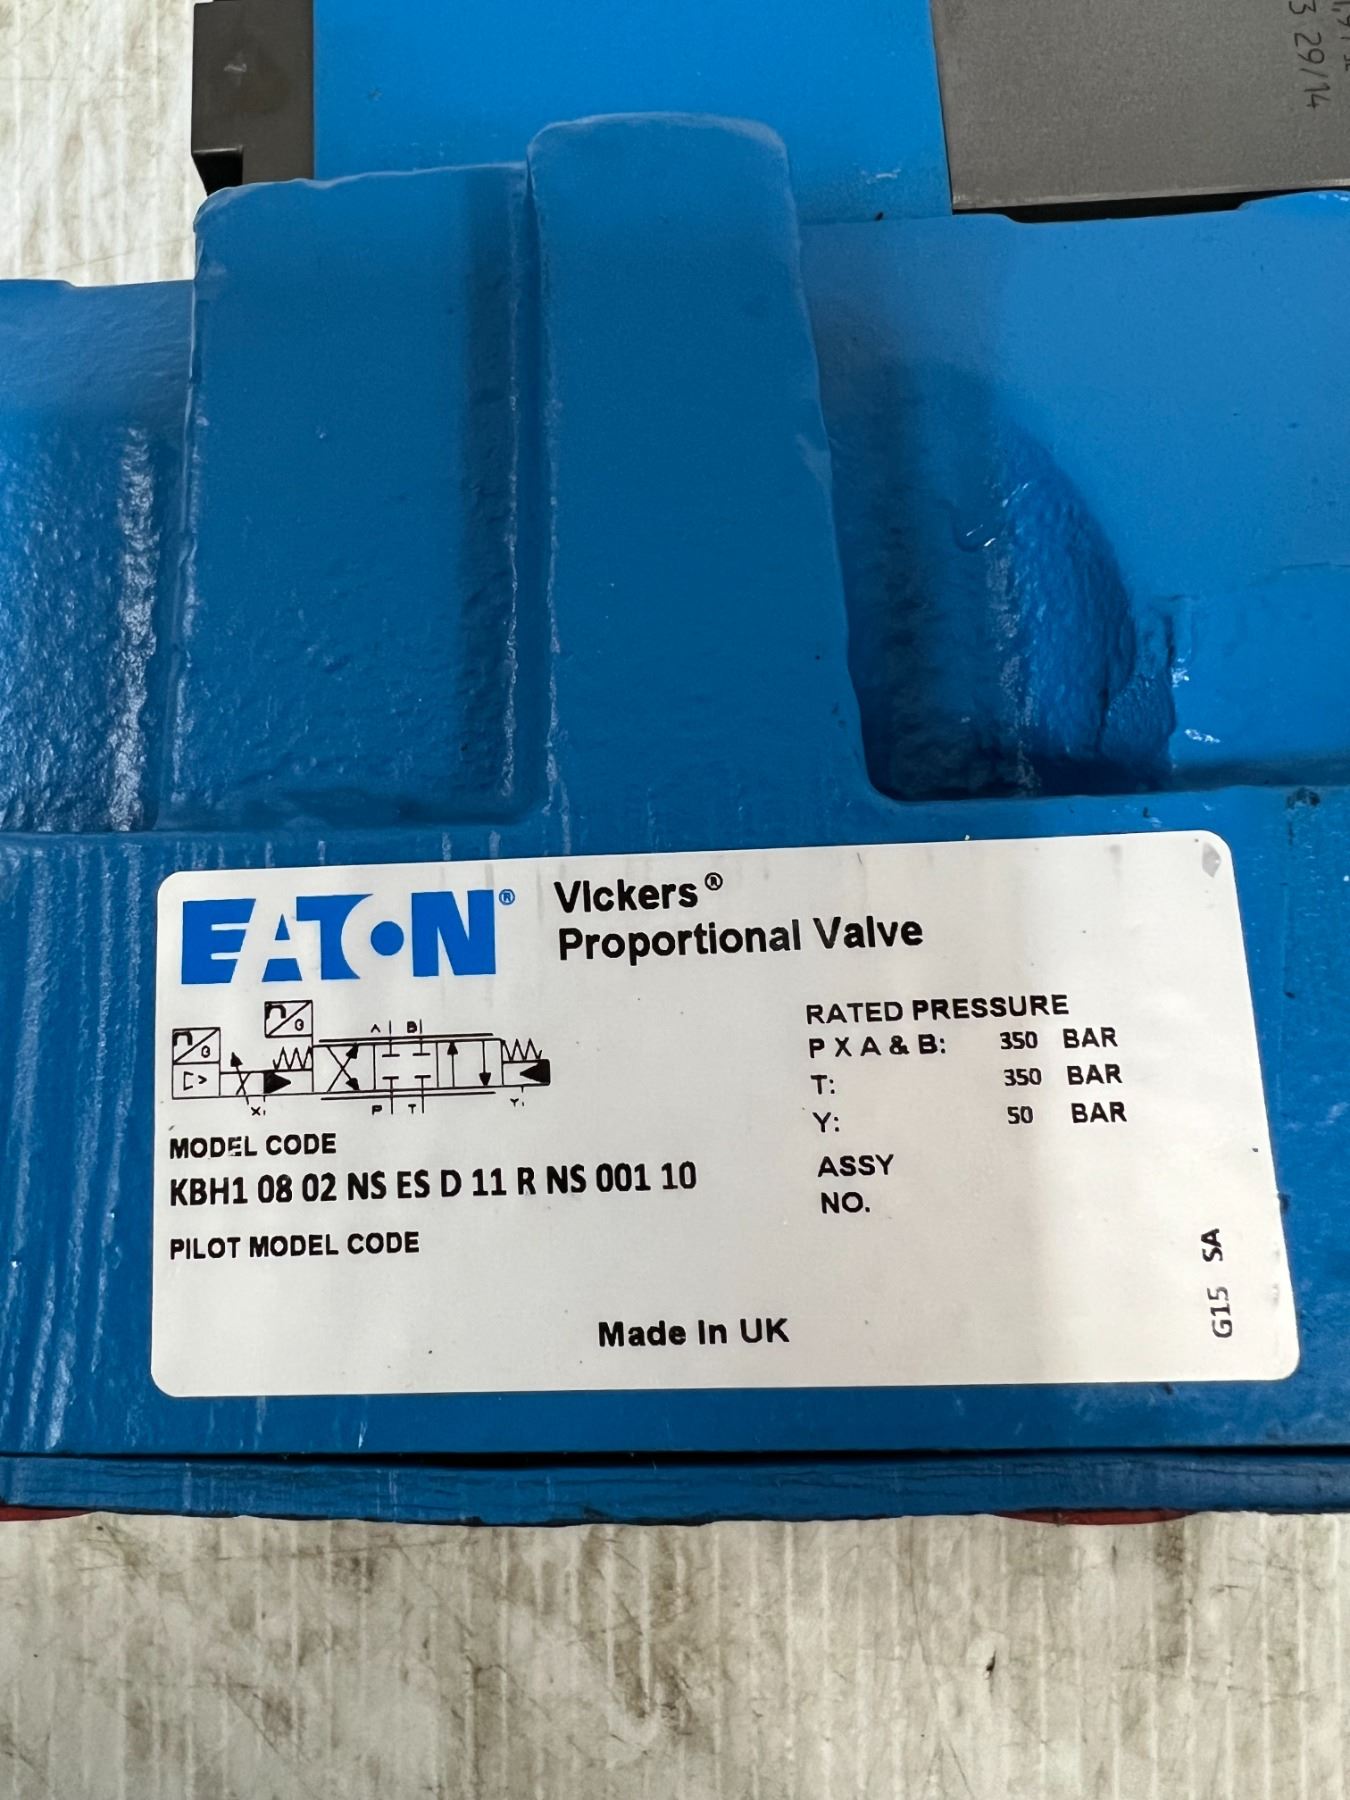 3 29/14
EATON® Vickers®
Proportional Valve
A B
X P T Y
RATED PRESSURE
P X A & B: 350 BAR
T: 350 BAR
Y: 50 BAR
MODEL CODE
KBH1 08 02 NS ES D 11 R NS 001 10
ASSY
NO.
PILOT MODEL CODE
Made In UK
G15 SA